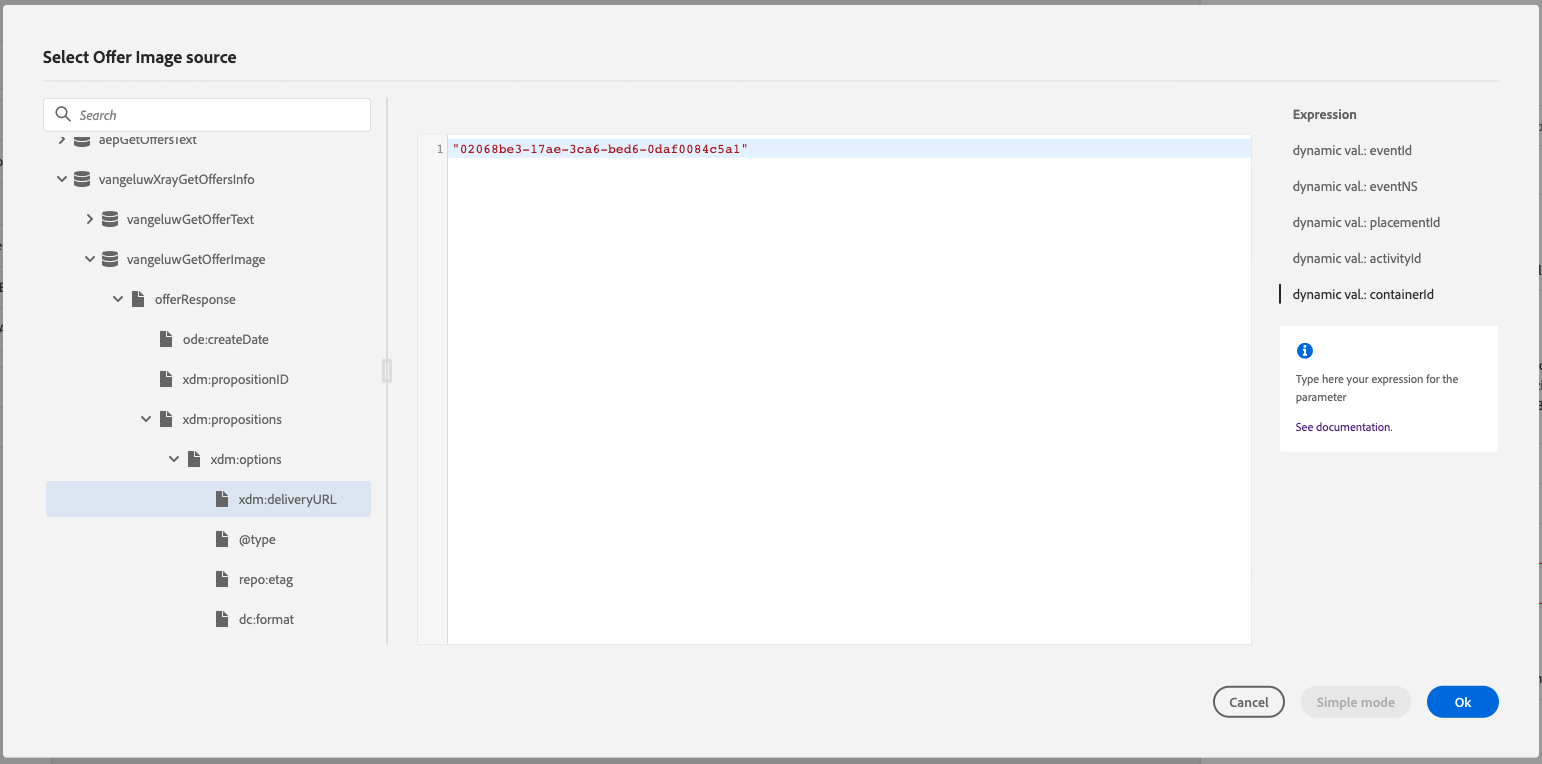 Select Offer Image source
Search
aepGetOffersText
vangeluwXrayGetOffersInfo
vangeluwGetOfferText
vangeluwGetOfferImage
offerResponse
ode:createDate
xdm:propositionID
xdm:propositions
xdm:options
xdm:deliveryURL
@type
repo:etag
dc:format
1 "02068be3-17ae-3ca6-bed6-0daf0084c5a1"
Expression
dynamic val.: eventId
dynamic val.: eventNS
dynamic val.: placementId
dynamic val.: activityId
dynamic val.: containerId
Type here your expression for the
parameter
See documentation.
Cancel
Simple mode
Ok